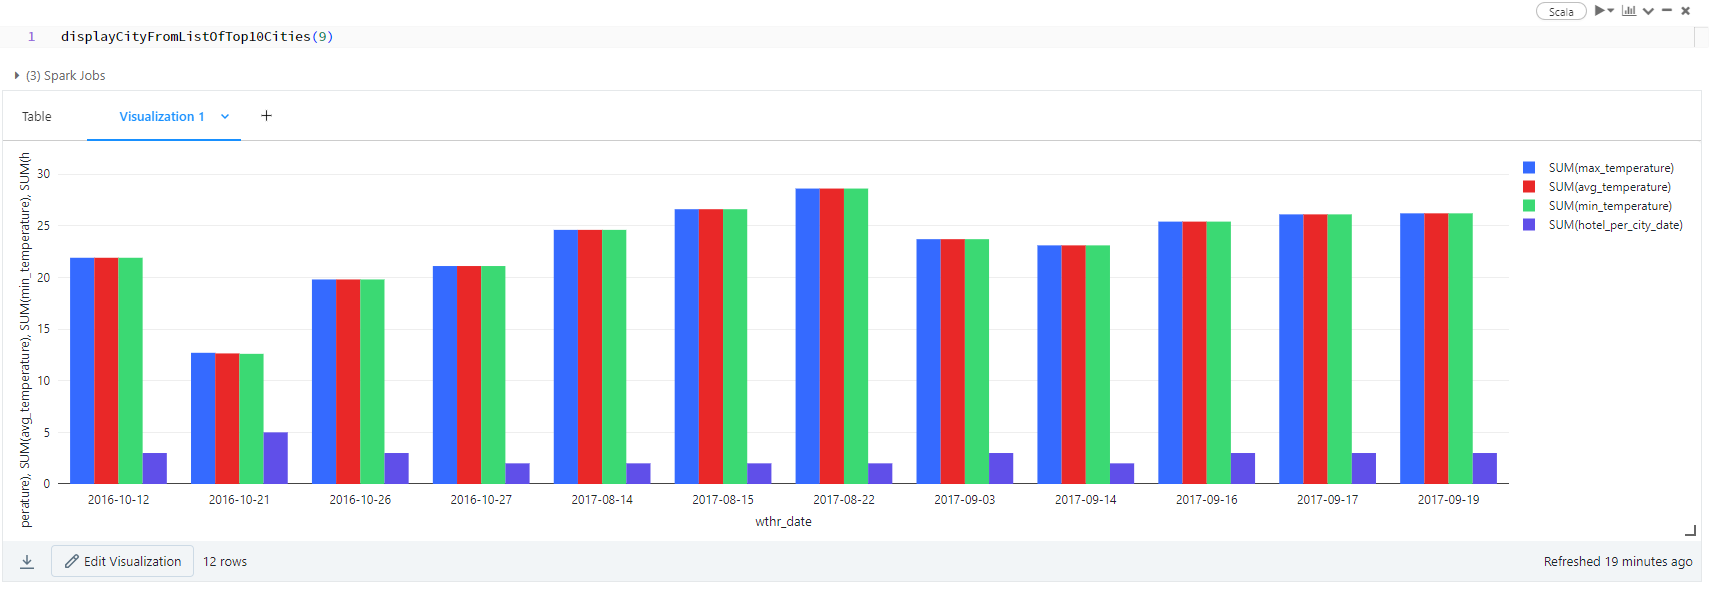 Scala
1 displayCityFromListOfTop10Cities(9)
(3) Spark Jobs
Table
Visualization 1
+
perature), SUM(avg_temperature), SUM(min_temperature), SUM(h
30
25
20
15
10
5
0
2016-10-12
2016-10-21
2016-10-26
2016-10-27
2017-08-14
2017-08-15
2017-08-22
2017-09-03
2017-09-14
2017-09-16
2017-09-17
2017-09-19
wthr_date
SUM(max_temperature)
SUM(avg_temperature)
SUM(min_temperature)
SUM(hotel_per_city_date)
Edit Visualization
12 rows
Refreshed 19 minutes ago